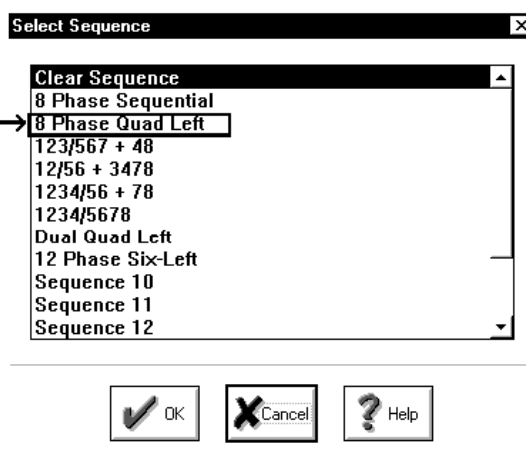 Select Sequence
Clear Sequence
8 Phase Sequential
8 Phase Quad Left
123/567 + 48
12/56 + 3478
1234/56 + 78
1234/5678
Dual Quad Left
12 Phase Six-Left
Sequence 10
Sequence 11
Sequence 12
OK Cancel Help